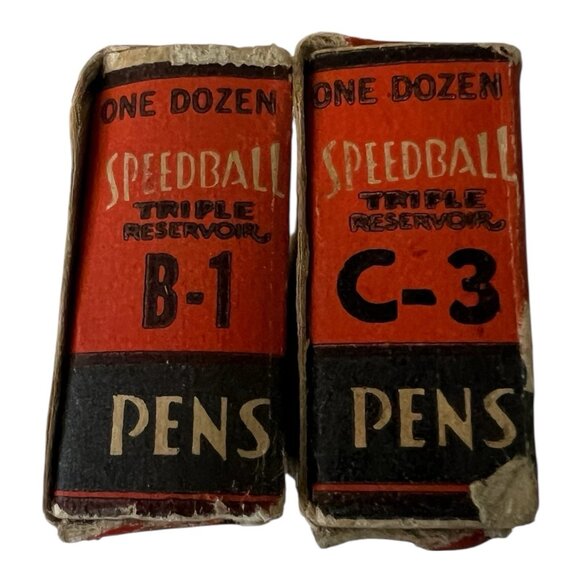 ONE DOZEN
SPEEDBALL
TRIPLE
RESERVOIR
B-1
PENS
ONE DOZEN
SPEEDBALL
TRIPLE
RESERVOIR
C-3
PENS